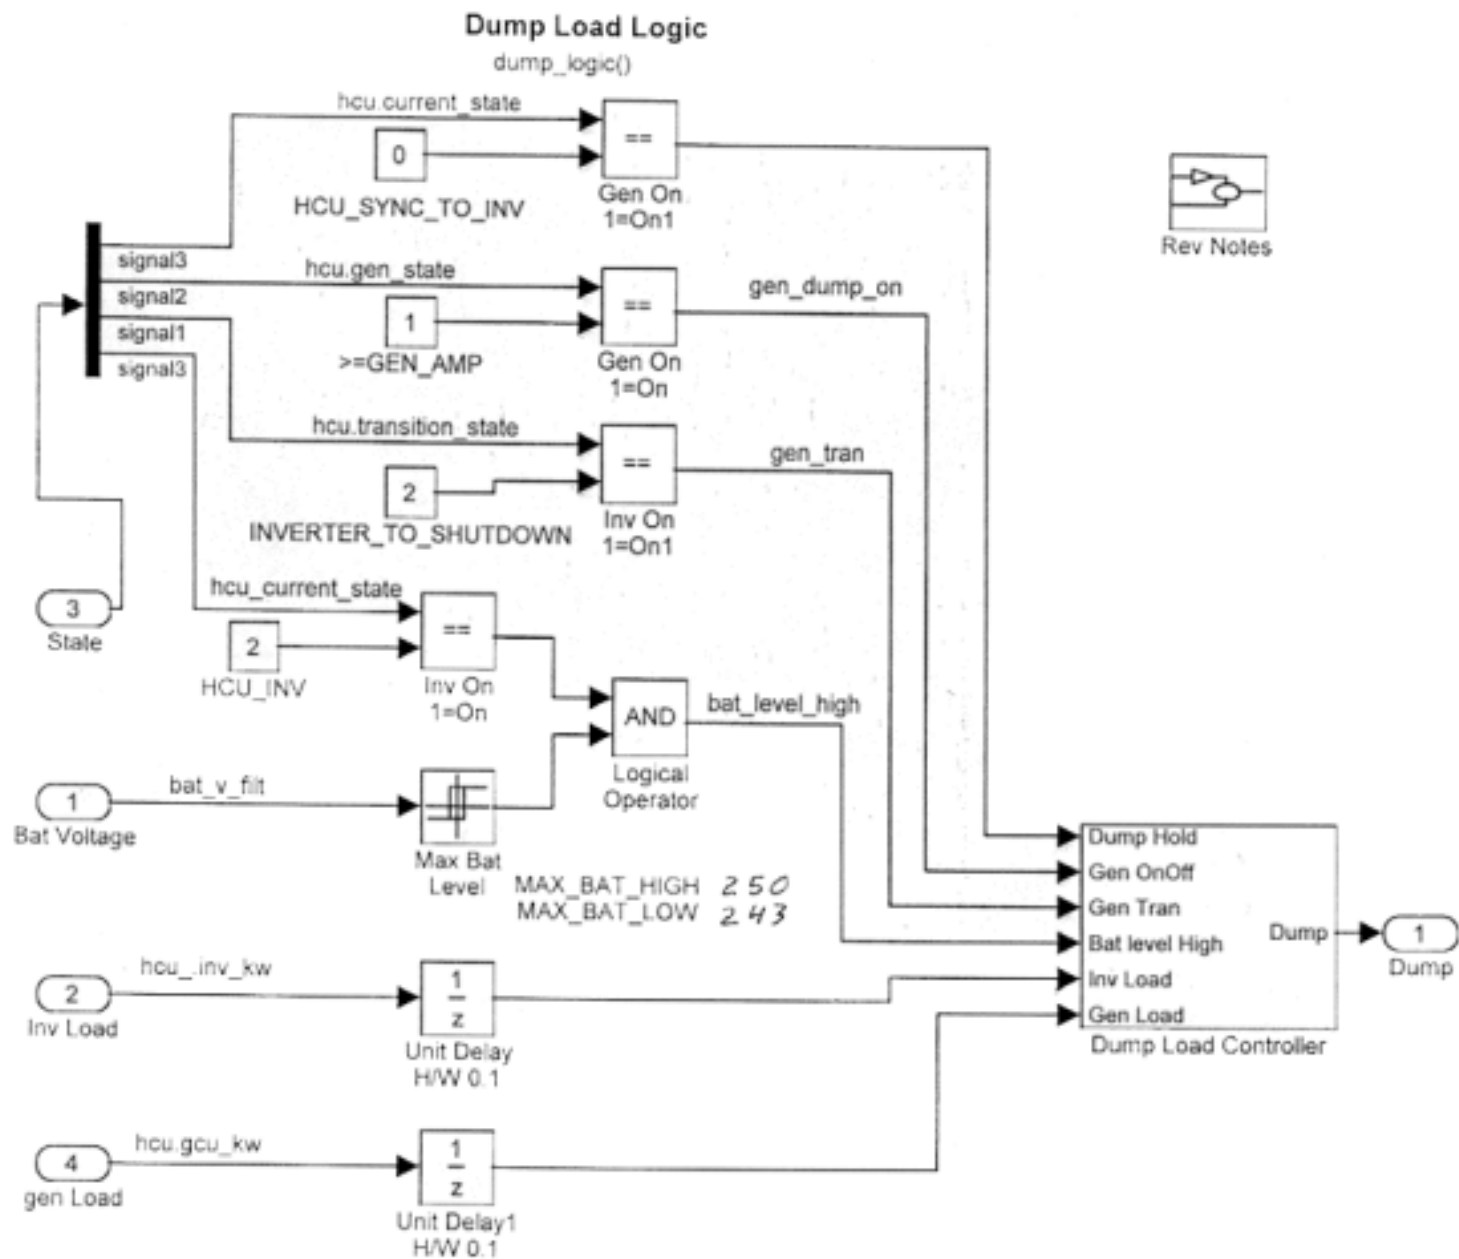 Dump Load Logic
dump_logic()
hcu.current_state
==
0
HCU_SYNC_TO_INV
Gen On
1=On1
Rev Notes
signal3
hcu.gen_state
signal2
==
gen_dump_on
1
signal1
>=GEN_AMP
Gen On
1=On
signal3
hcu.transition_state
==
gen_tran
2
INVERTER_TO_SHUTDOWN
Inv On
1=On1
hcu_current_state
3
State
==
2
HCU_INV
Inv On
1=On
AND
bat_level_high
Logical
Operator
bat_v_filt
1
Bat Voltage
Max Bat
Level
MAX_BAT_HIGH 250
MAX_BAT_LOW 243
Dump Hold
Gen OnOff
Gen Tran
Bat level High
Inv Load
Gen Load
Dump
1
Dump
Dump Load Controller
hcu_.inv_kw
2
Inv Load
1
z
Unit Delay
H/W 0.1
hcu.gcu_kw
4
gen Load
1
z
Unit Delay1
H/W 0.1